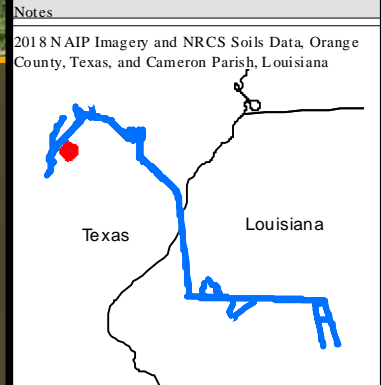 Notes
2018 NAIP Imagery and NRCS Soils Data, Orange
County, Texas, and Cameron Parish, Louisiana
Texas
Louisiana